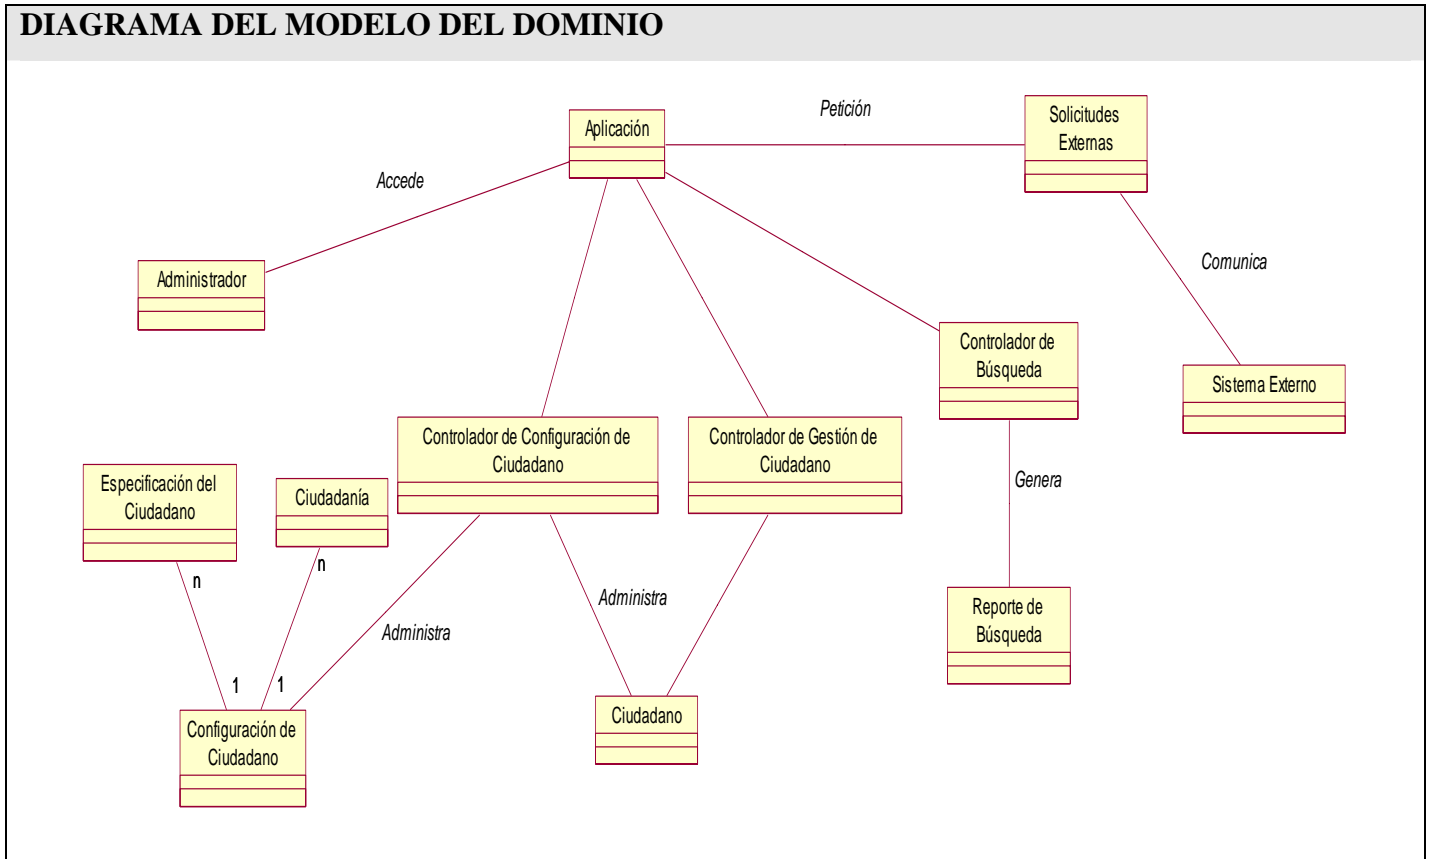 DIAGRAMA DEL MODELO DEL DOMINIO
Petición
Solicitudes
Externas
Aplicación
Accede
Comunica
Administrador
Controlador de
Búsqueda
Sistema Externo
Controlador de Configuración de
Ciudadano
Controlador de Gestión de
Ciudadano
Especificación del
Ciudadano
Ciudadanía
Genera
n
n
Administra
Administra
Reporte de
Búsqueda
1
1
Configuración de
Ciudadano
Ciudadano